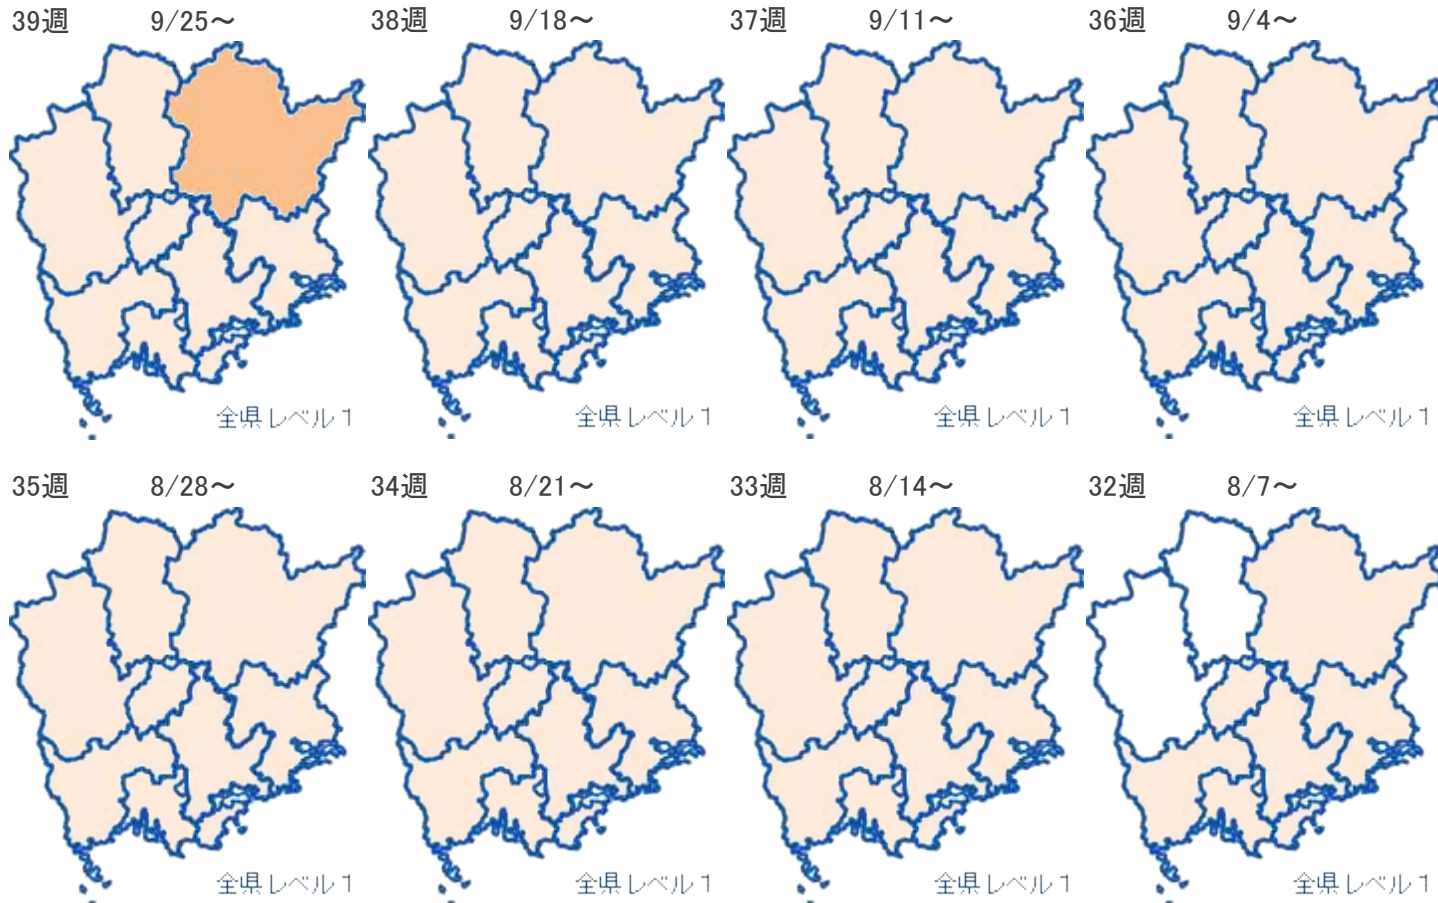 39週 9/25～
38週 9/18～
37週 9/11～
36週 9/4～
全県レベル1
全県レベル1
全県レベル1
全県レベル1
35週 8/28～
34週 8/21～
33週 8/14～
32週 8/7～
全県レベル1
全県レベル1
全県レベル1
全県レベル1